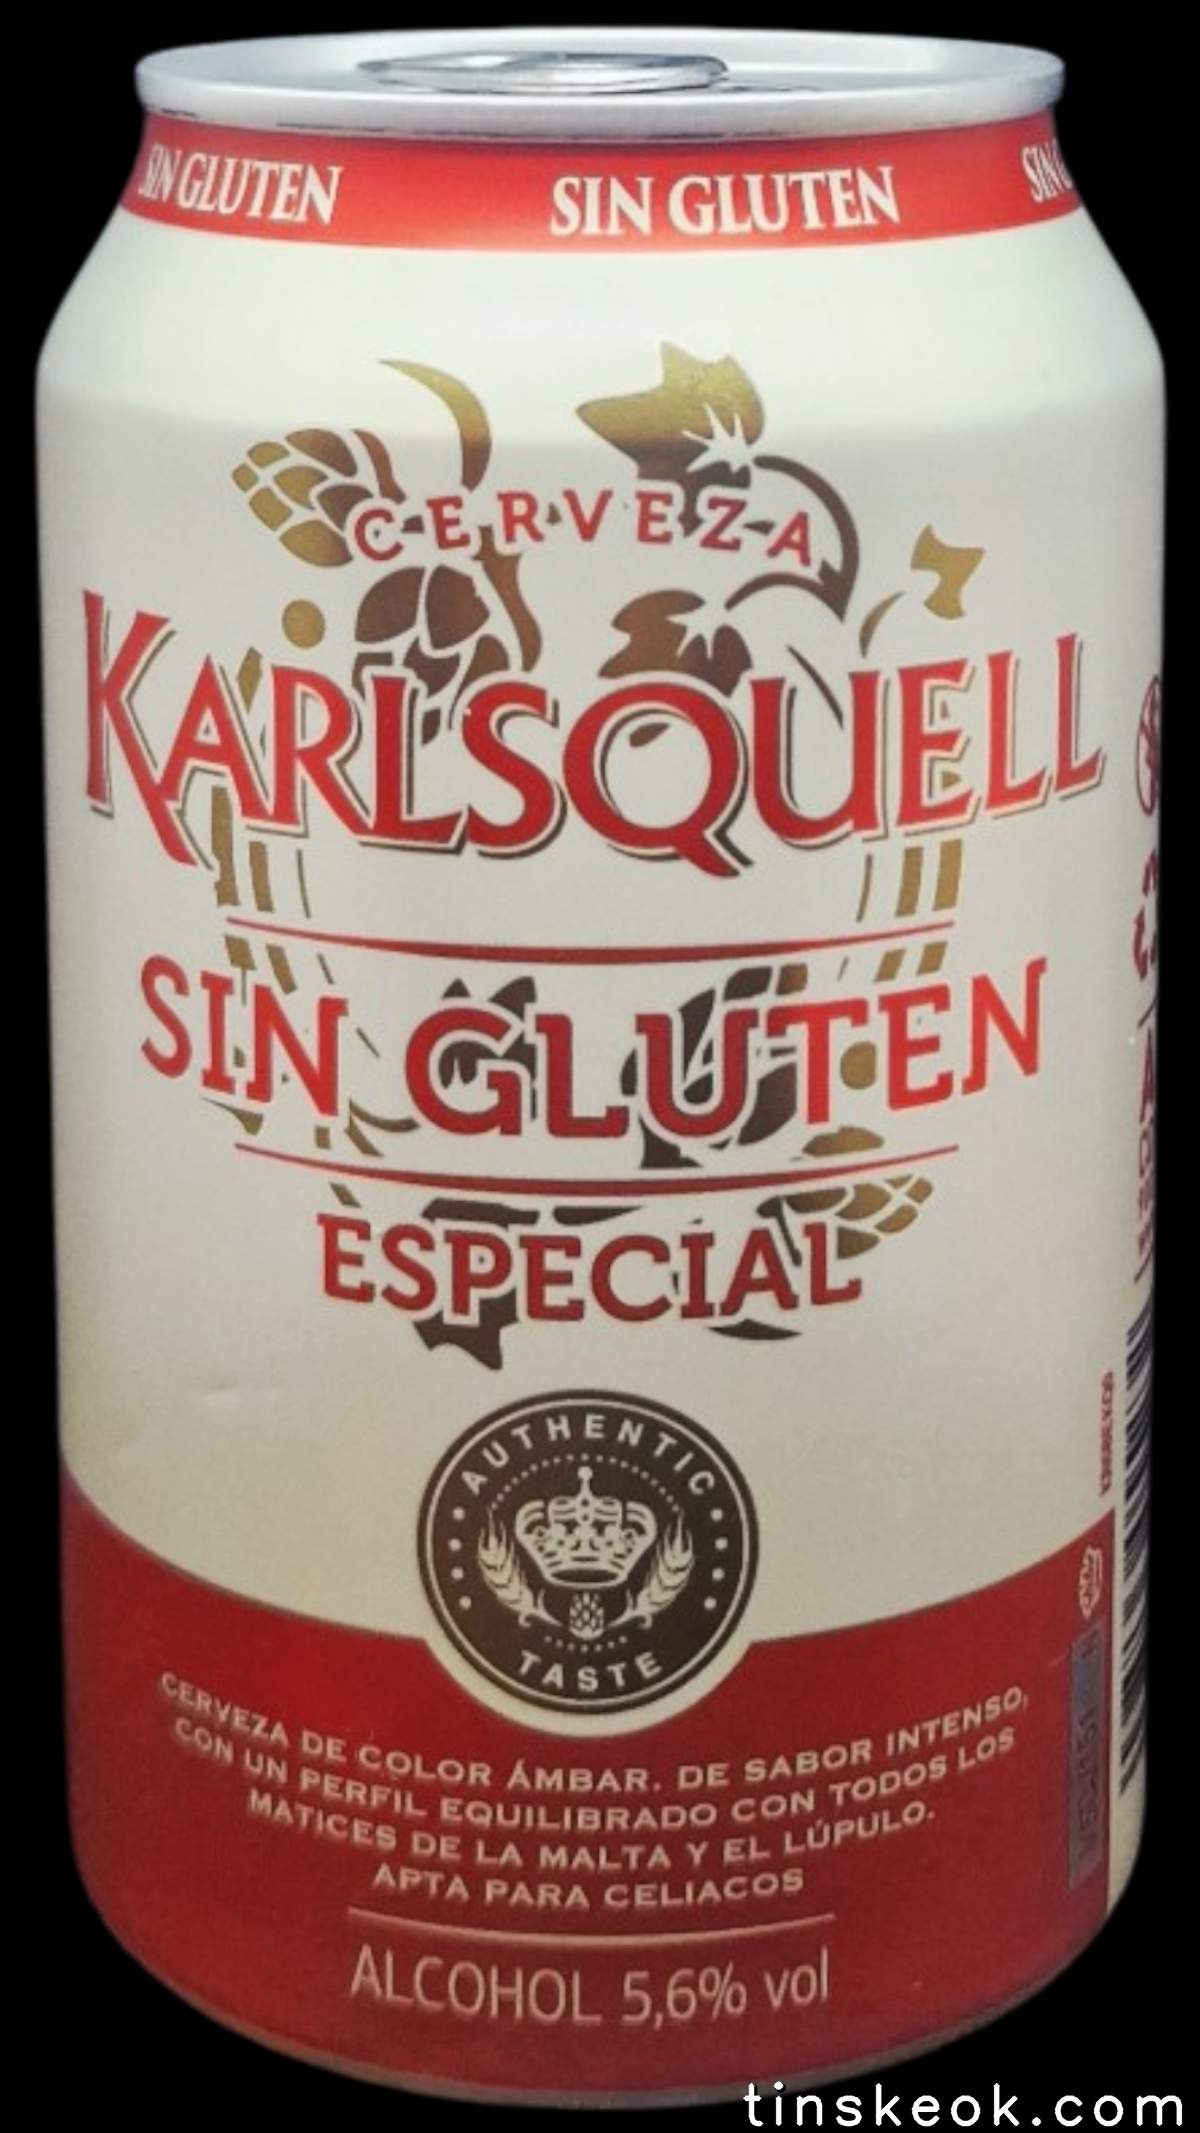 SIN GLUTEN
SIN GLUTEN
SIN
CERVEZA
KARLSQUELL
SIN GLUTEN
ESPECIAL
AUTHENTIC
TASTE
CERVEZA DE COLOR ÁMBAR. DE SABOR INTENSO,
CON UN PERFIL EQUILIBRADO CON TODOS LOS
MATICES DE LA MALTA Y EL LÚPULO.
APTA PARA CELIACOS
ALCOHOL 5,6% vol
tinskeok.com